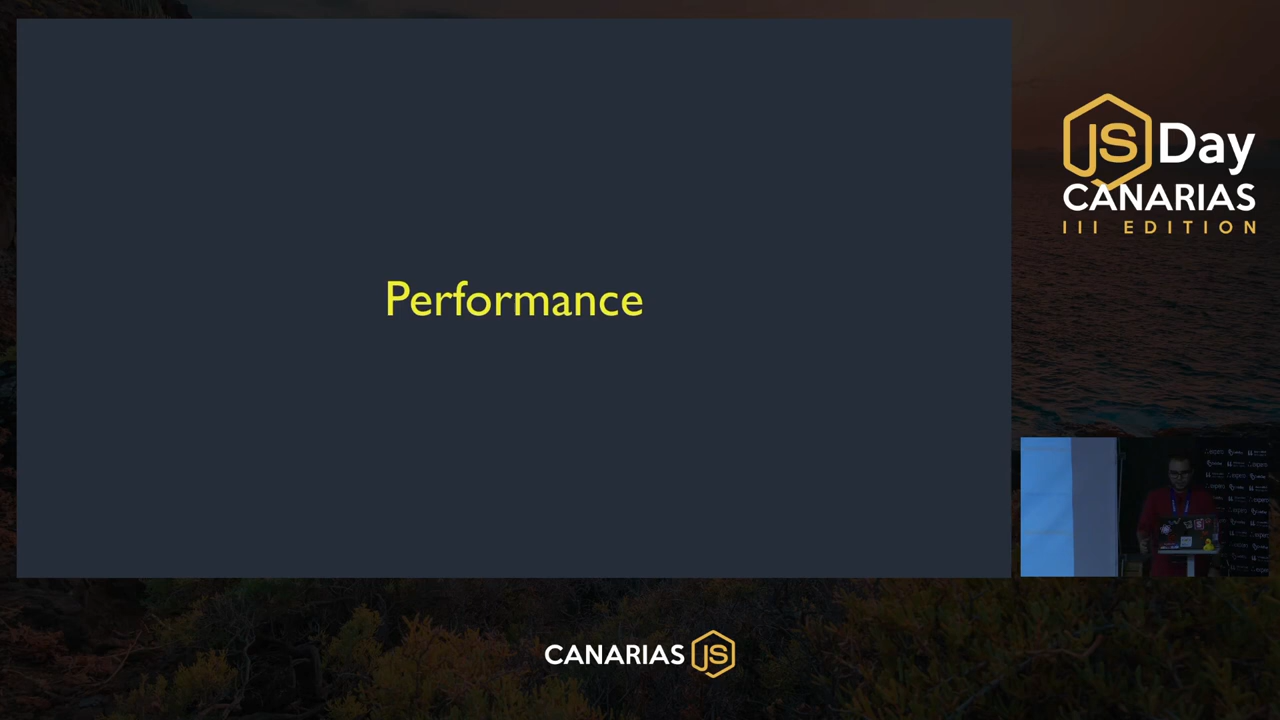 Performance
JS Day
CANARIAS
III EDITION
CANARIAS JS